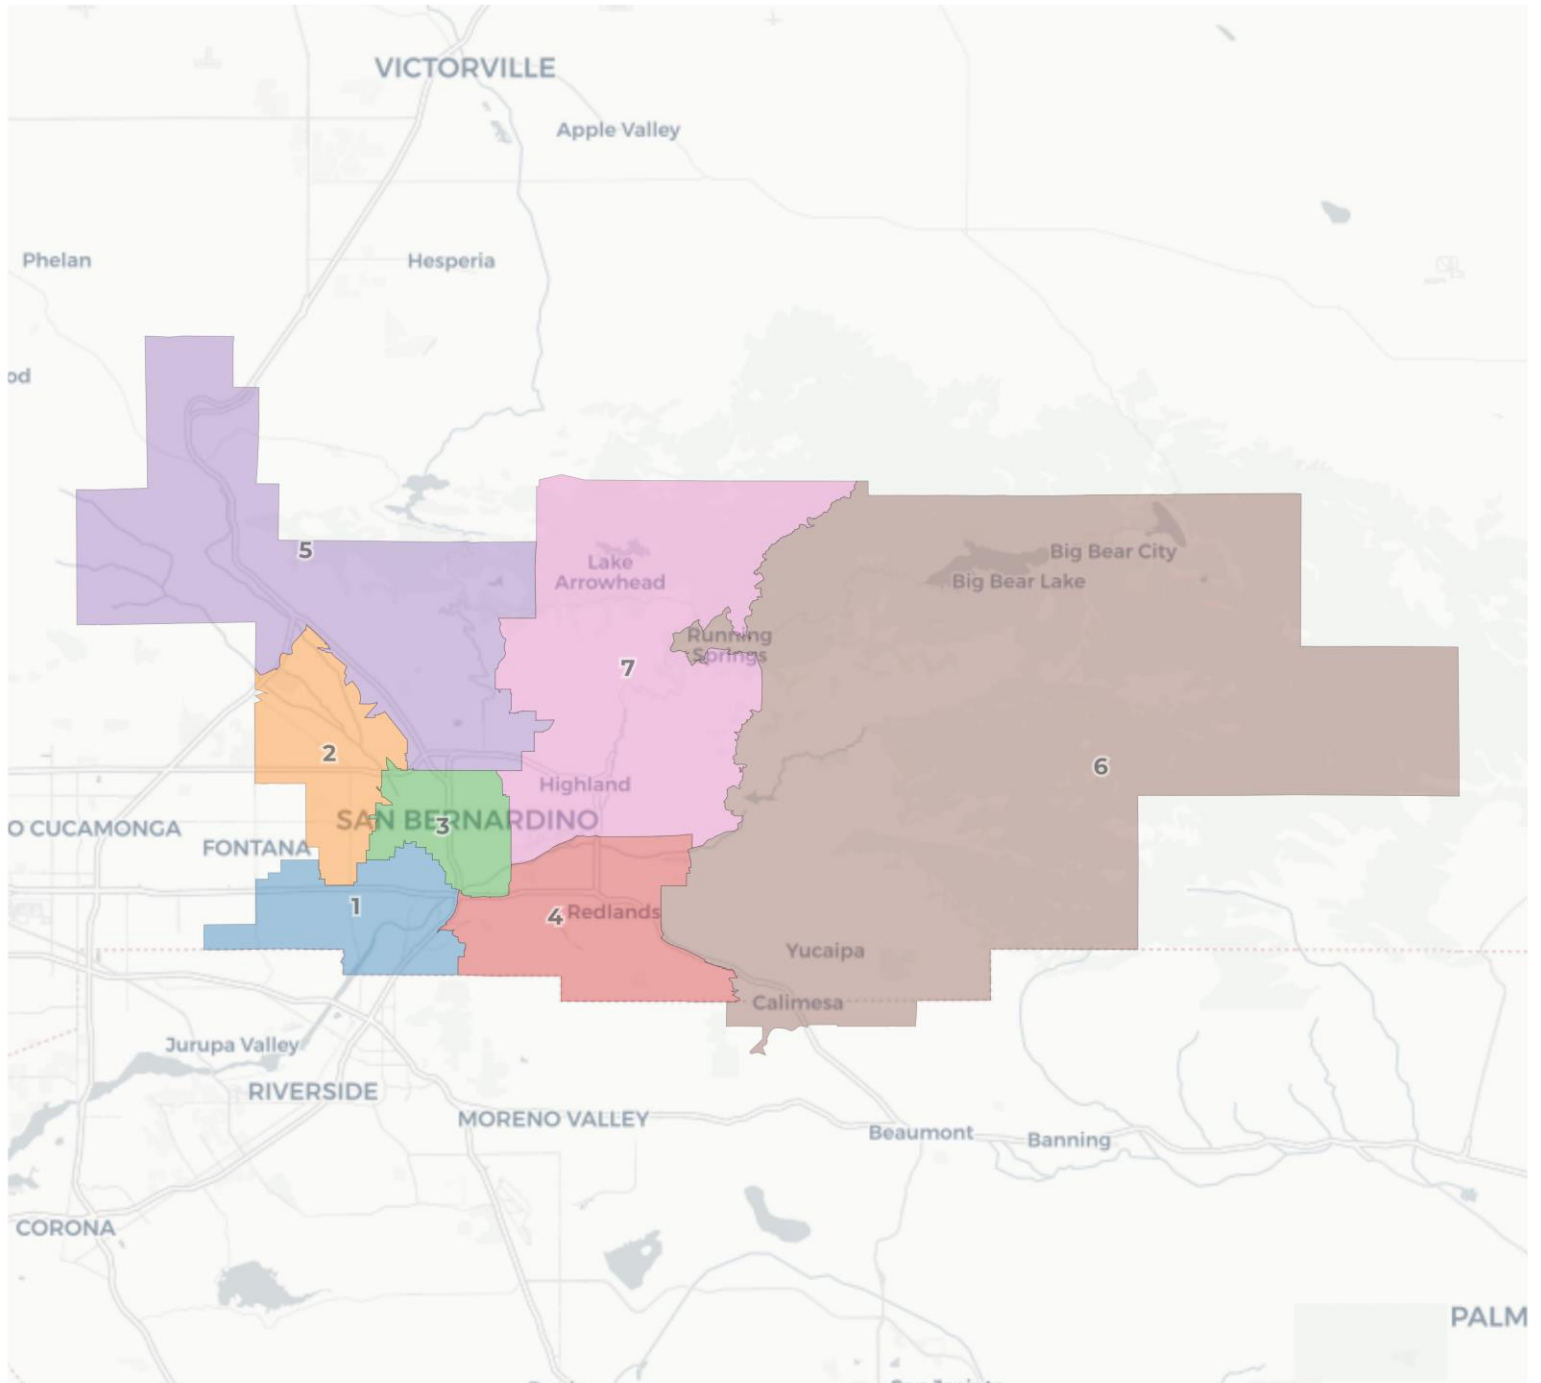 VICTORVILLE
Apple Valley
Phelan
Hesperia
od
5
Lake
Arrowhead
Big Bear City
Big Bear Lake
Running
Springs
7
2
6
Highland
SAN BERNARDINO
3
O CUCAMONGA
FONTANA
1
4
Redlands
Yucaipa
Calimesa
Jurupa Valley
RIVERSIDE
MORENO VALLEY
Beaumont
Banning
CORONA
PALM